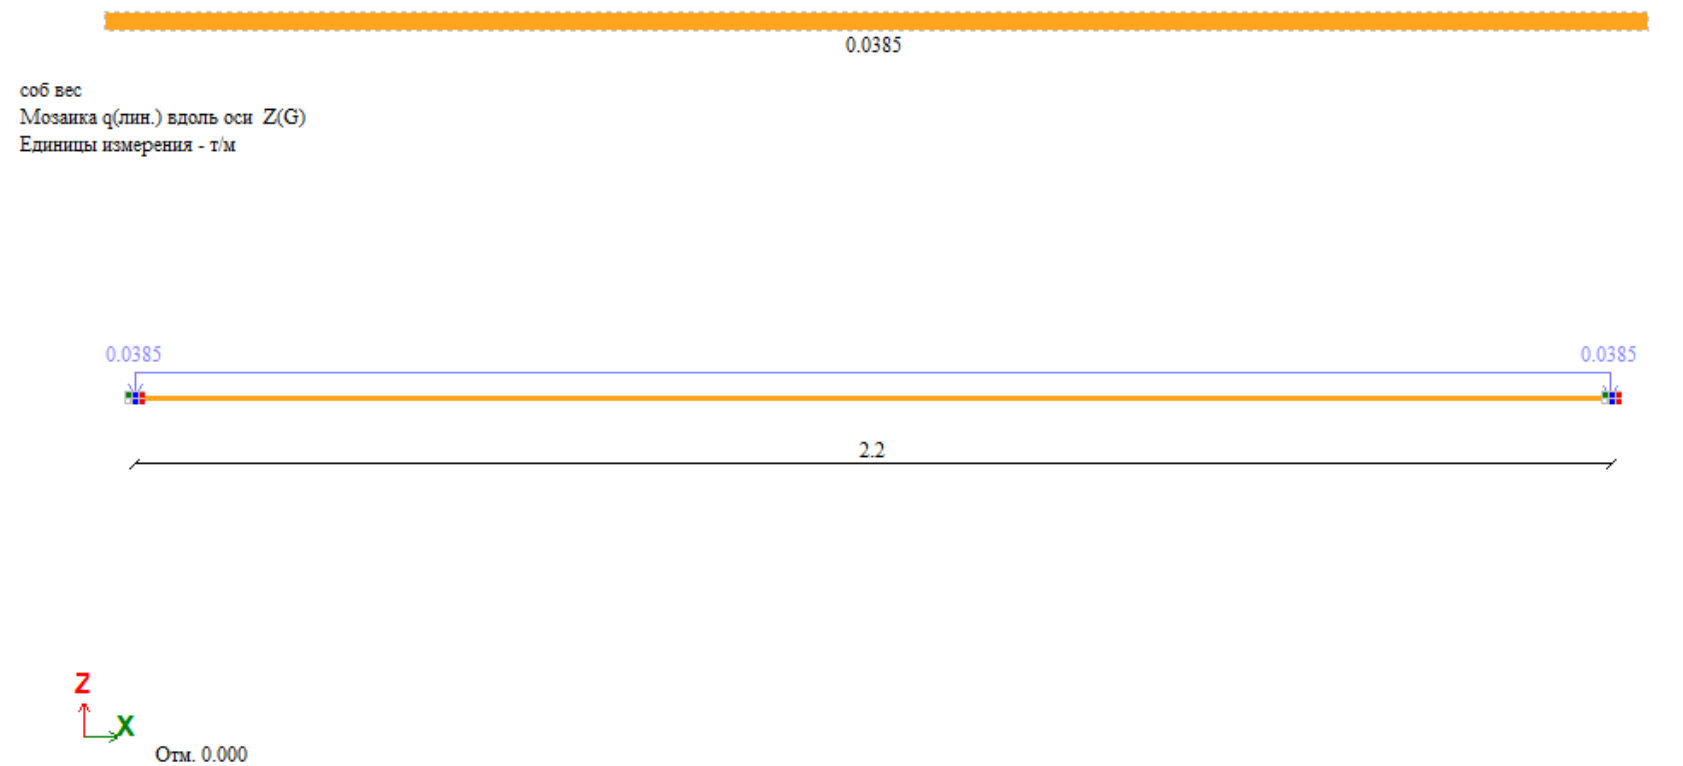 0.0385
соб вес
Мозаика q(лин.) вдоль оси Z(G)
Единицы измерения - т/м
0.0385 0.0385
2.2
Z
X
Отм. 0.000